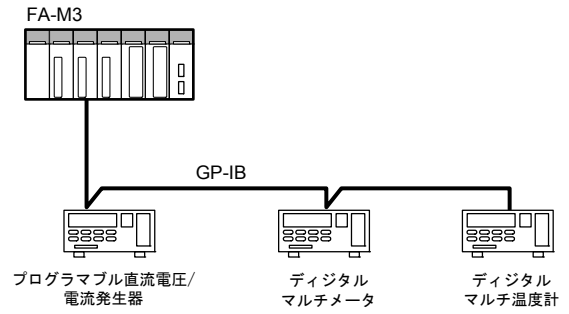 FA-M3
GP-IB
プログラマブル直流電圧/
電流発生器
ディジタル
マルチメータ
ディジタル
マルチ温度計